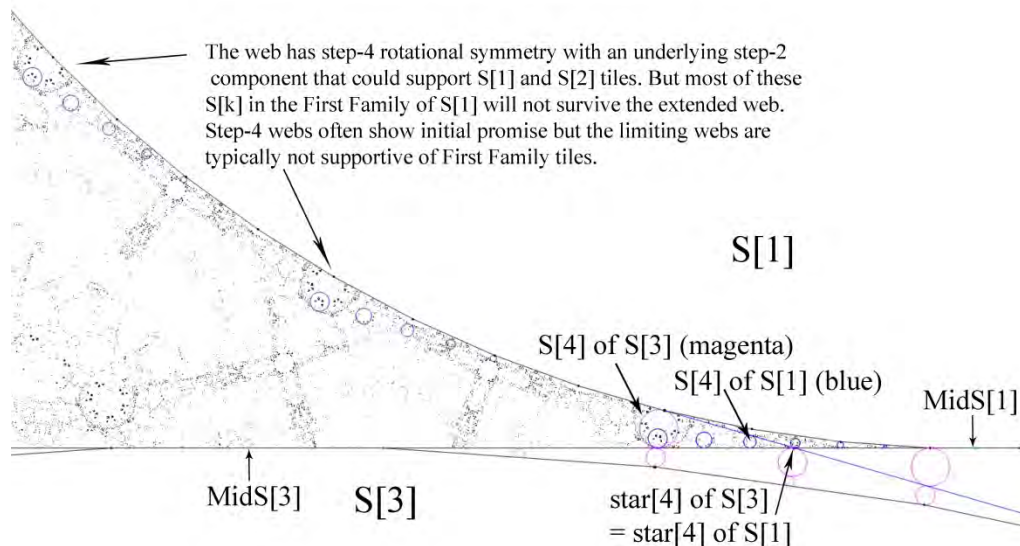 The web has step-4 rotational symmetry with an underlying step-2
component that could support S[1] and S[2] tiles. But most of these
S[k] in the First Family of S[1] will not survive the extended web.
Step-4 webs often show initial promise but the limiting webs are
typically not supportive of First Family tiles.
S[1]
S[4] of S[3] (magenta)
S[4] of S[1] (blue)
MidS[1]
MidS[3]
S[3]
star[4] of S[3]
= star[4] of S[1]